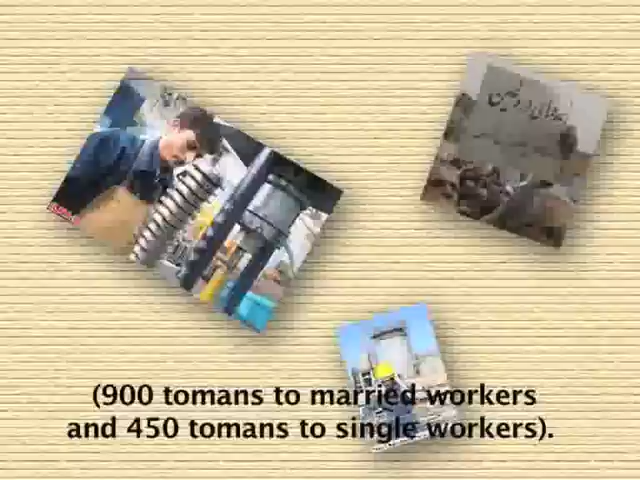 (900 tomans to married workers
and 450 tomans to single workers).